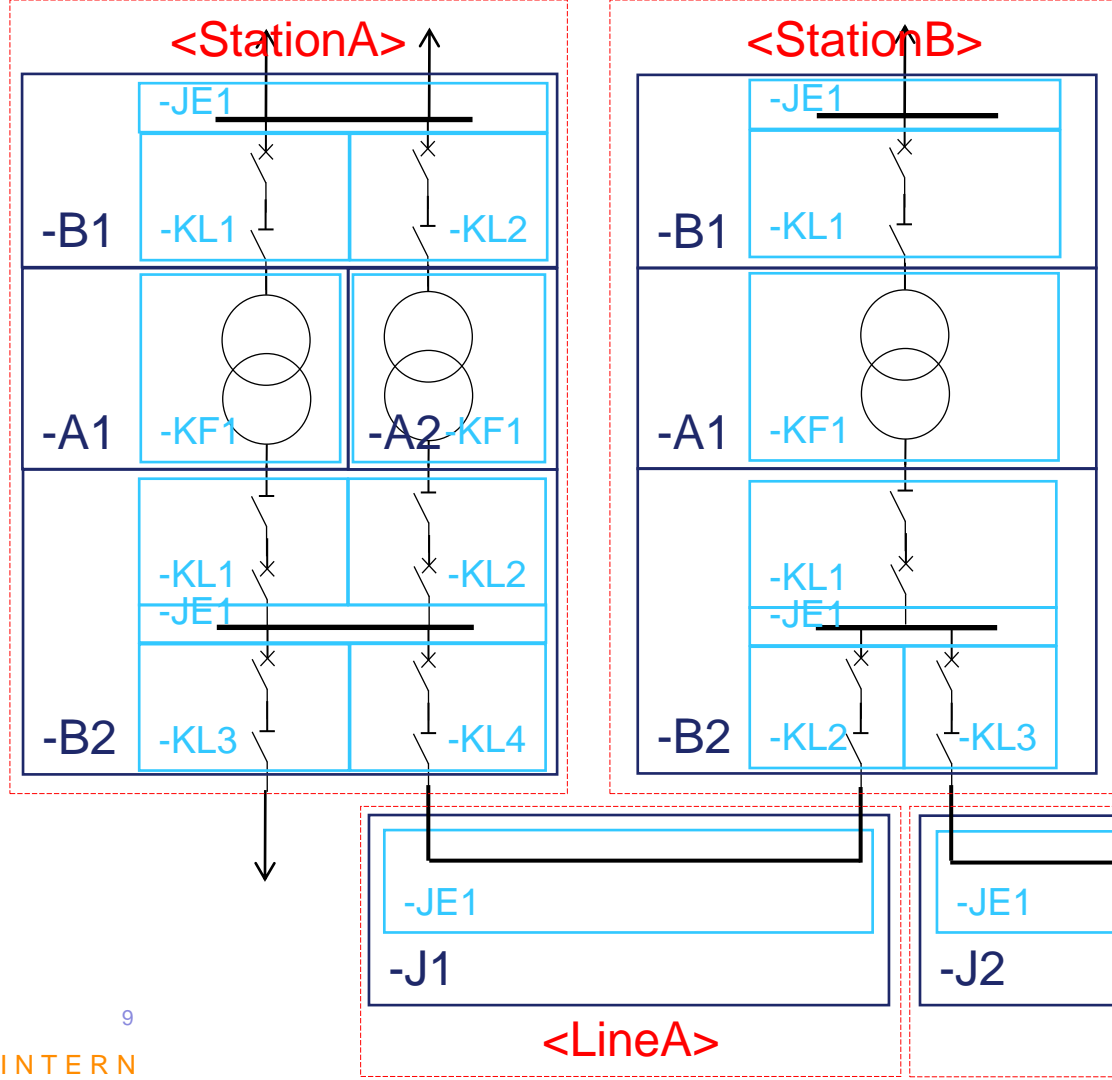 <StationA>
<StationB>
-JE1
-JE1
-B1
-KL1
-KL2
-B1
-KL1
-A1
-KF1
-A2
-KF1
-A1
-KF1
-KL1
-KL2
-JE1
-KL1
-JE1
-B2
-KL3
-KL4
-B2
-KL2
-KL3
-JE1
-JE1
-J1
-J2
9
<LineA>
INTERN